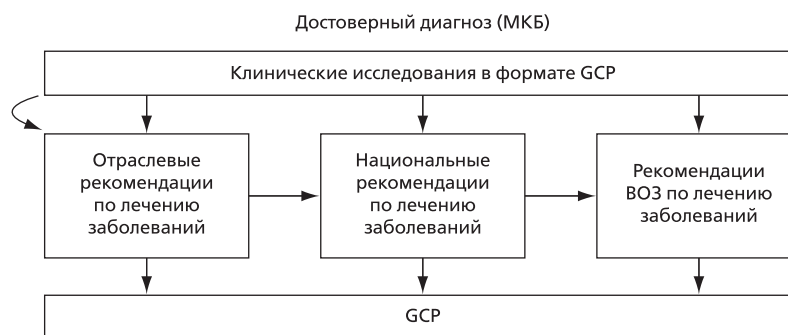 Достоверный диагноз (МКБ)
Клинические исследования в формате GCP
Отраслевые
рекомендации
по лечению
заболеваний
Национальные
рекомендации
по лечению
заболеваний
Рекомендации
ВОЗ по лечению
заболеваний
GCP